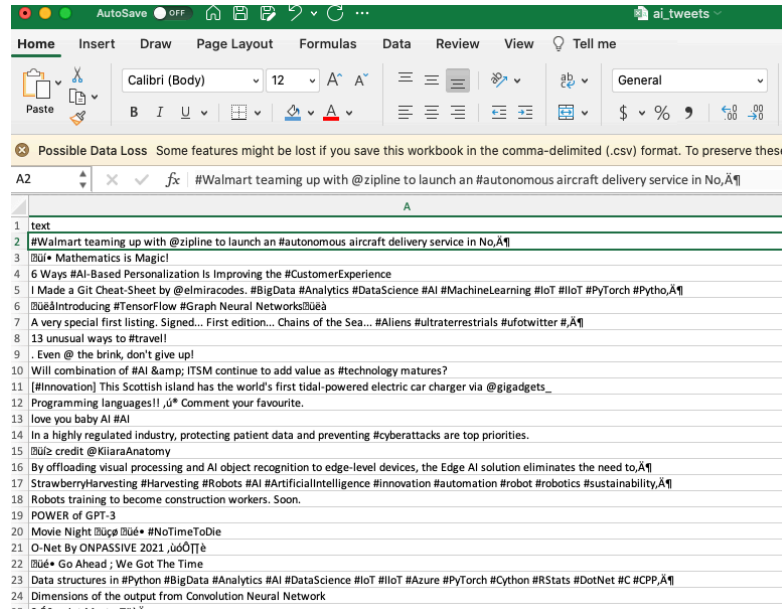 AutoSave OFF ... ai_tweets
Home Insert Draw Page Layout Formulas Data Review View Tell me
Paste Calibri (Body) 12 A A ab General
B I U A $ % 9 .00 .00
Possible Data Loss Some features might be lost if you save this workbook in the comma-delimited (.csv) format. To preserve these
A2 fx #Walmart teaming up with @zipline to launch an #autonomous aircraft delivery service in No‚Ä¶
A
1 text
2 #Walmart teaming up with @zipline to launch an #autonomous aircraft delivery service in No‚Ä¶
3 Mathematics is Magic!
4 6 Ways #AI-Based Personalization Is Improving the #CustomerExperience
5 I Made a Git Cheat-Sheet by @elmiracodes. #BigData #Analytics #DataScience #AI #MachineLearning #IoT #IIoT #PyTorch #Pytho‚Ä¶
6 #TensorFlow #Graph Neural
7 A very special first listing. Signed... First edition... Chains of the Sea... #Aliens #ultraterrestrials #ufotwitter #‚Ä¶
8 13 unusual ways to #travel!
9 . Even @ the brink, don't give up!
10 Will combination of #AI &amp; ITSM continue to add value as #technology matures?
11 [#Innovation] This Scottish island has the world's first tidal-powered electric car charger via @gigadgets_
12 Programming languages!! Comment your favourite.
13 love you baby AI #AI
14 In a highly regulated industry, protecting patient data and preventing #cyberattacks are top priorities.
15 credit @KiiaraAnatomy
16 By offloading visual processing and AI object recognition to edge-level devices, the Edge AI solution eliminates the need to‚Ä¶
17 StrawberryHarvesting #Harvesting #Robots #AI #ArtificialIntelligence #innovation #automation #robot #robotics #sustainability‚Ä¶
18 Robots training to become construction workers. Soon.
19 POWER of GPT-3
20 Movie Night #NoTimeToDie
21 O-Net By ONPASSIVE 2021
22 Go Ahead ; We Got The Time
23 Data structures in #Python #BigData #Analytics #AI #DataScience #IoT #IIoT #Azure #PyTorch #Cython #RStats #DotNet #C #CPP‚Ä¶
24 Dimensions of the output from Convolution Neural Network